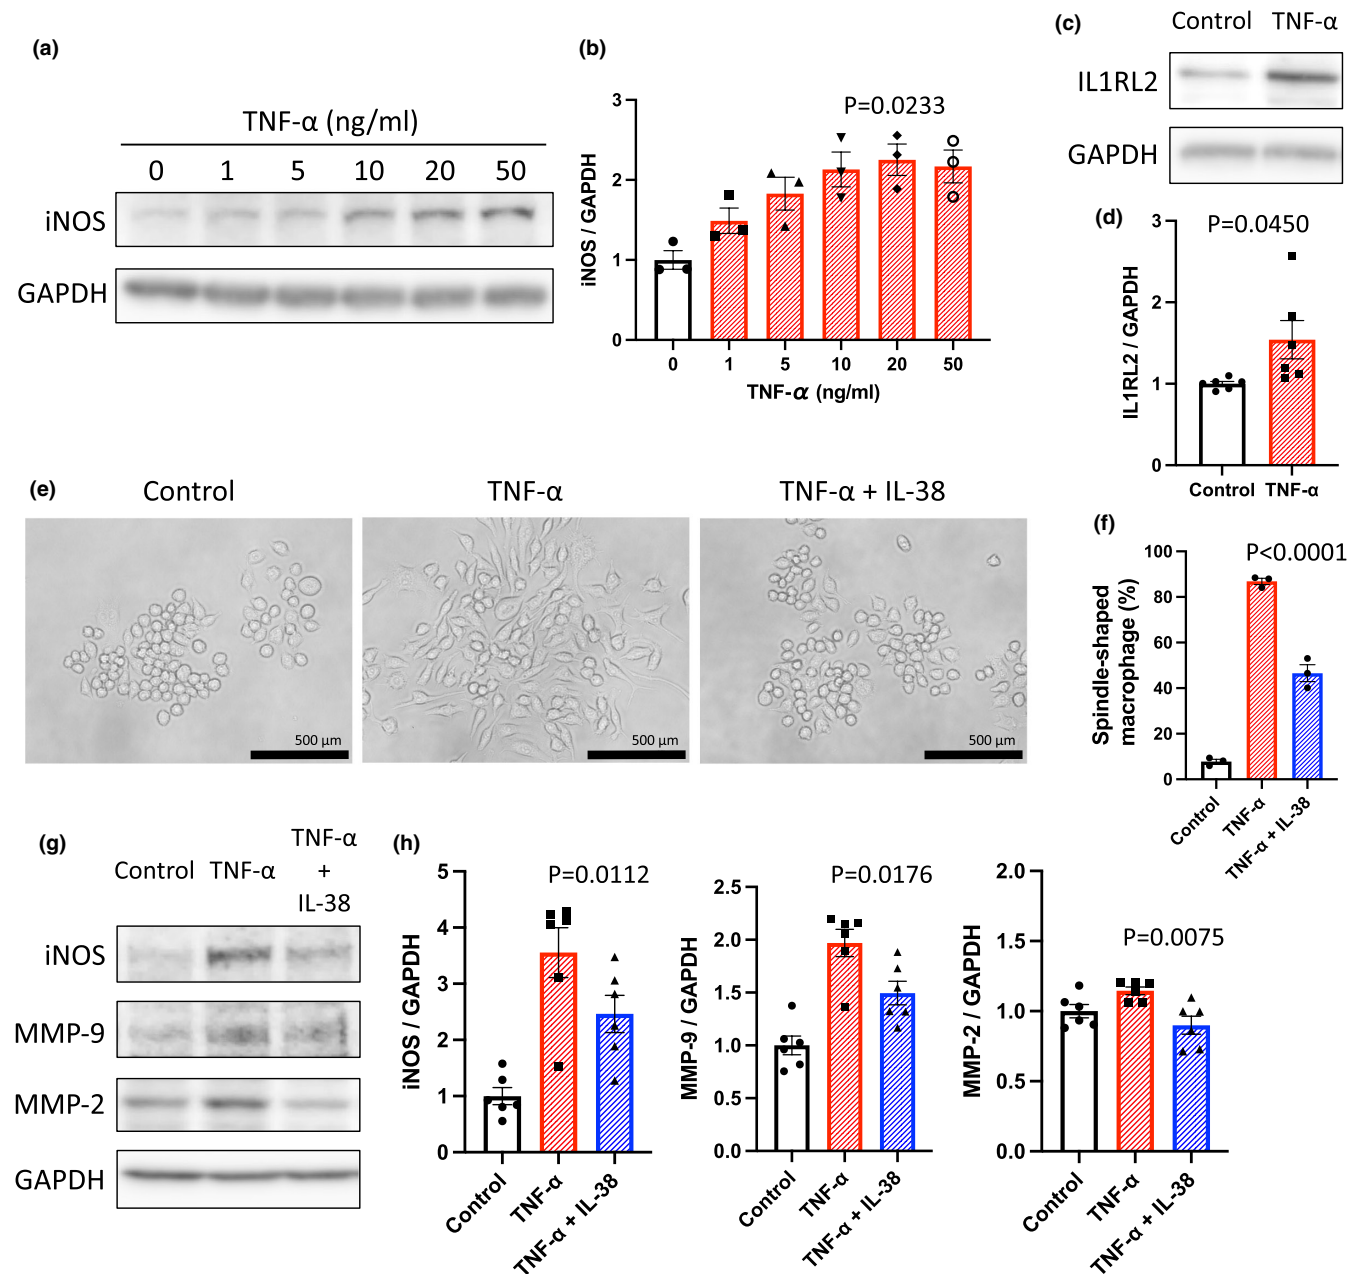 (a)
TNF-α (ng/ml)
0 1 5 10 20 50
iNOS
GAPDH
(b)
P=0.0233
iNOS / GAPDH
3
2
1
0
0 1 5 10 20 50
TNF-α (ng/ml)
(c)
Control TNF-α
IL1RL2
GAPDH
(d)
P=0.0450
IL1RL2 / GAPDH
3
2
1
0
Control TNF-α
(e)
Control
TNF-α
TNF-α + IL-38
500 µm
500 µm
500 µm
(f)
P<0.0001
Spindle-shaped
macrophage (%)
100
80
60
40
20
0
Control
TNF-α
TNF-α + IL-38
(g)
Control TNF-α
TNF-α
+
IL-38
iNOS
MMP-9
MMP-2
GAPDH
(h)
P=0.0112
iNOS / GAPDH
5
4
3
2
1
0
Control
TNF-α
TNF-α + IL-38
P=0.0176
MMP-9 / GAPDH
2.5
2.0
1.5
1.0
0.5
0.0
Control
TNF-α
TNF-α + IL-38
P=0.0075
MMP-2 / GAPDH
2.0
1.5
1.0
0.5
0.0
Control
TNF-α
TNF-α + IL-38